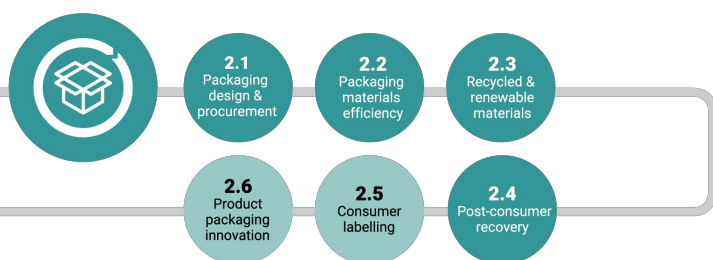 2.1
Packaging
design &
procurement
2.2
Packaging
materials
efficiency
2.3
Recycled &
renewable
materials
2.6
Product
packaging
innovation
2.5
Consumer
labelling
2.4
Post-consumer
recovery